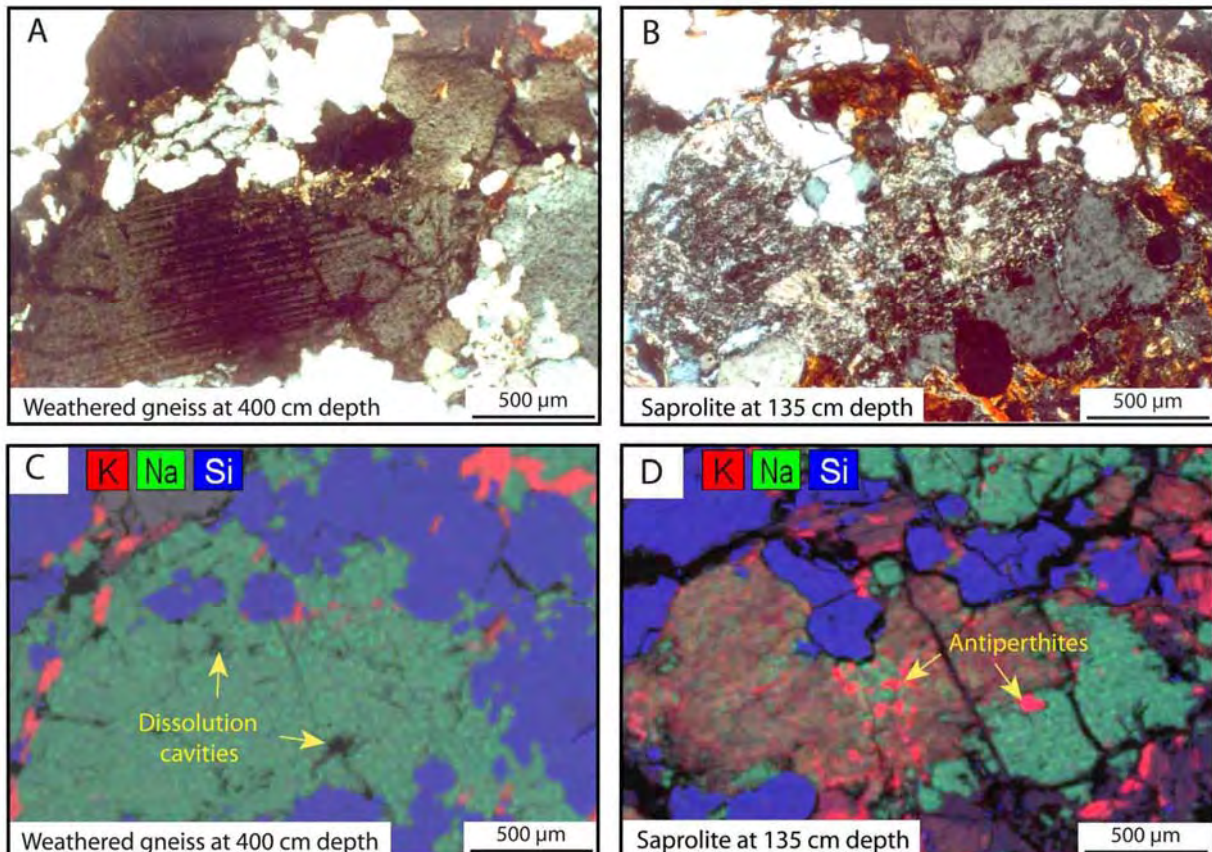 A
Weathered gneiss at 400 cm depth
500 µm
B
Saprolite at 135 cm depth
500 µm
C
K Na Si
Dissolution
cavities
Weathered gneiss at 400 cm depth
500 µm
D
K Na Si
Antiperthites
Saprolite at 135 cm depth
500 µm